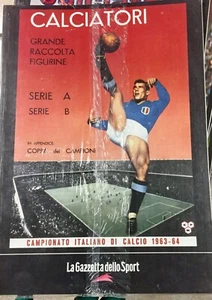 CALCIATORI
GRANDE
RACCOLTA
FIGURINE
SERIE A
SERIE B
IN APPENDICE
COPPA dei CAMPIONI
CAMPIONATO ITALIANO DI CALCIO 1963-64
La Gazzetta dello Sport